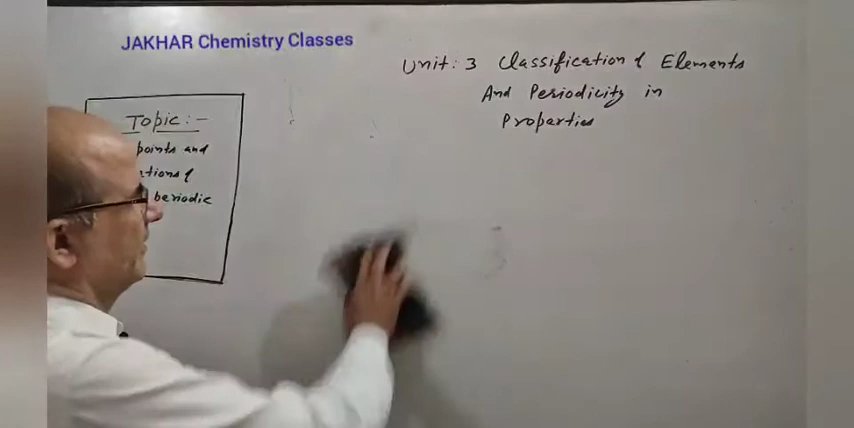 JAKHAR Chemistry Classes
Unit: 3 Classification of Elements
And Periodicity in
Properties
Topic :-
points and
periodic